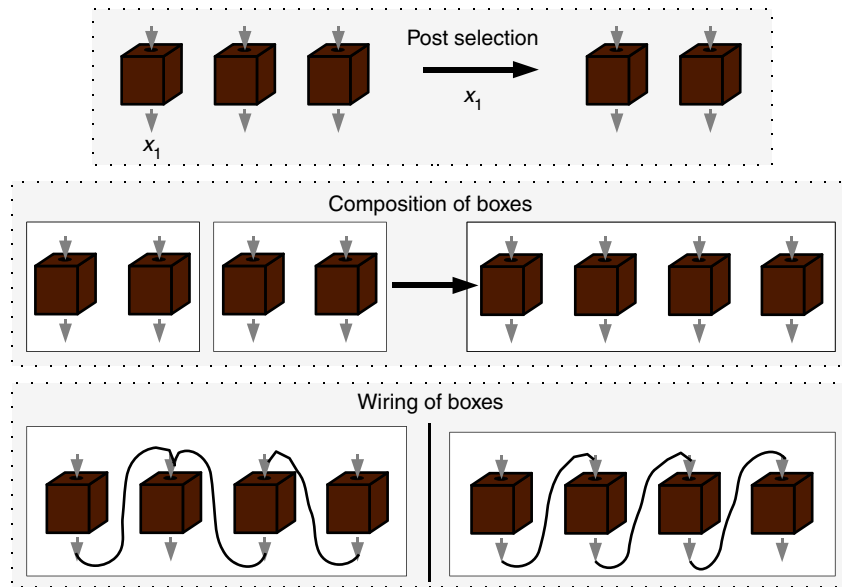 Post selection
x₁
x₁
Composition of boxes
Wiring of boxes